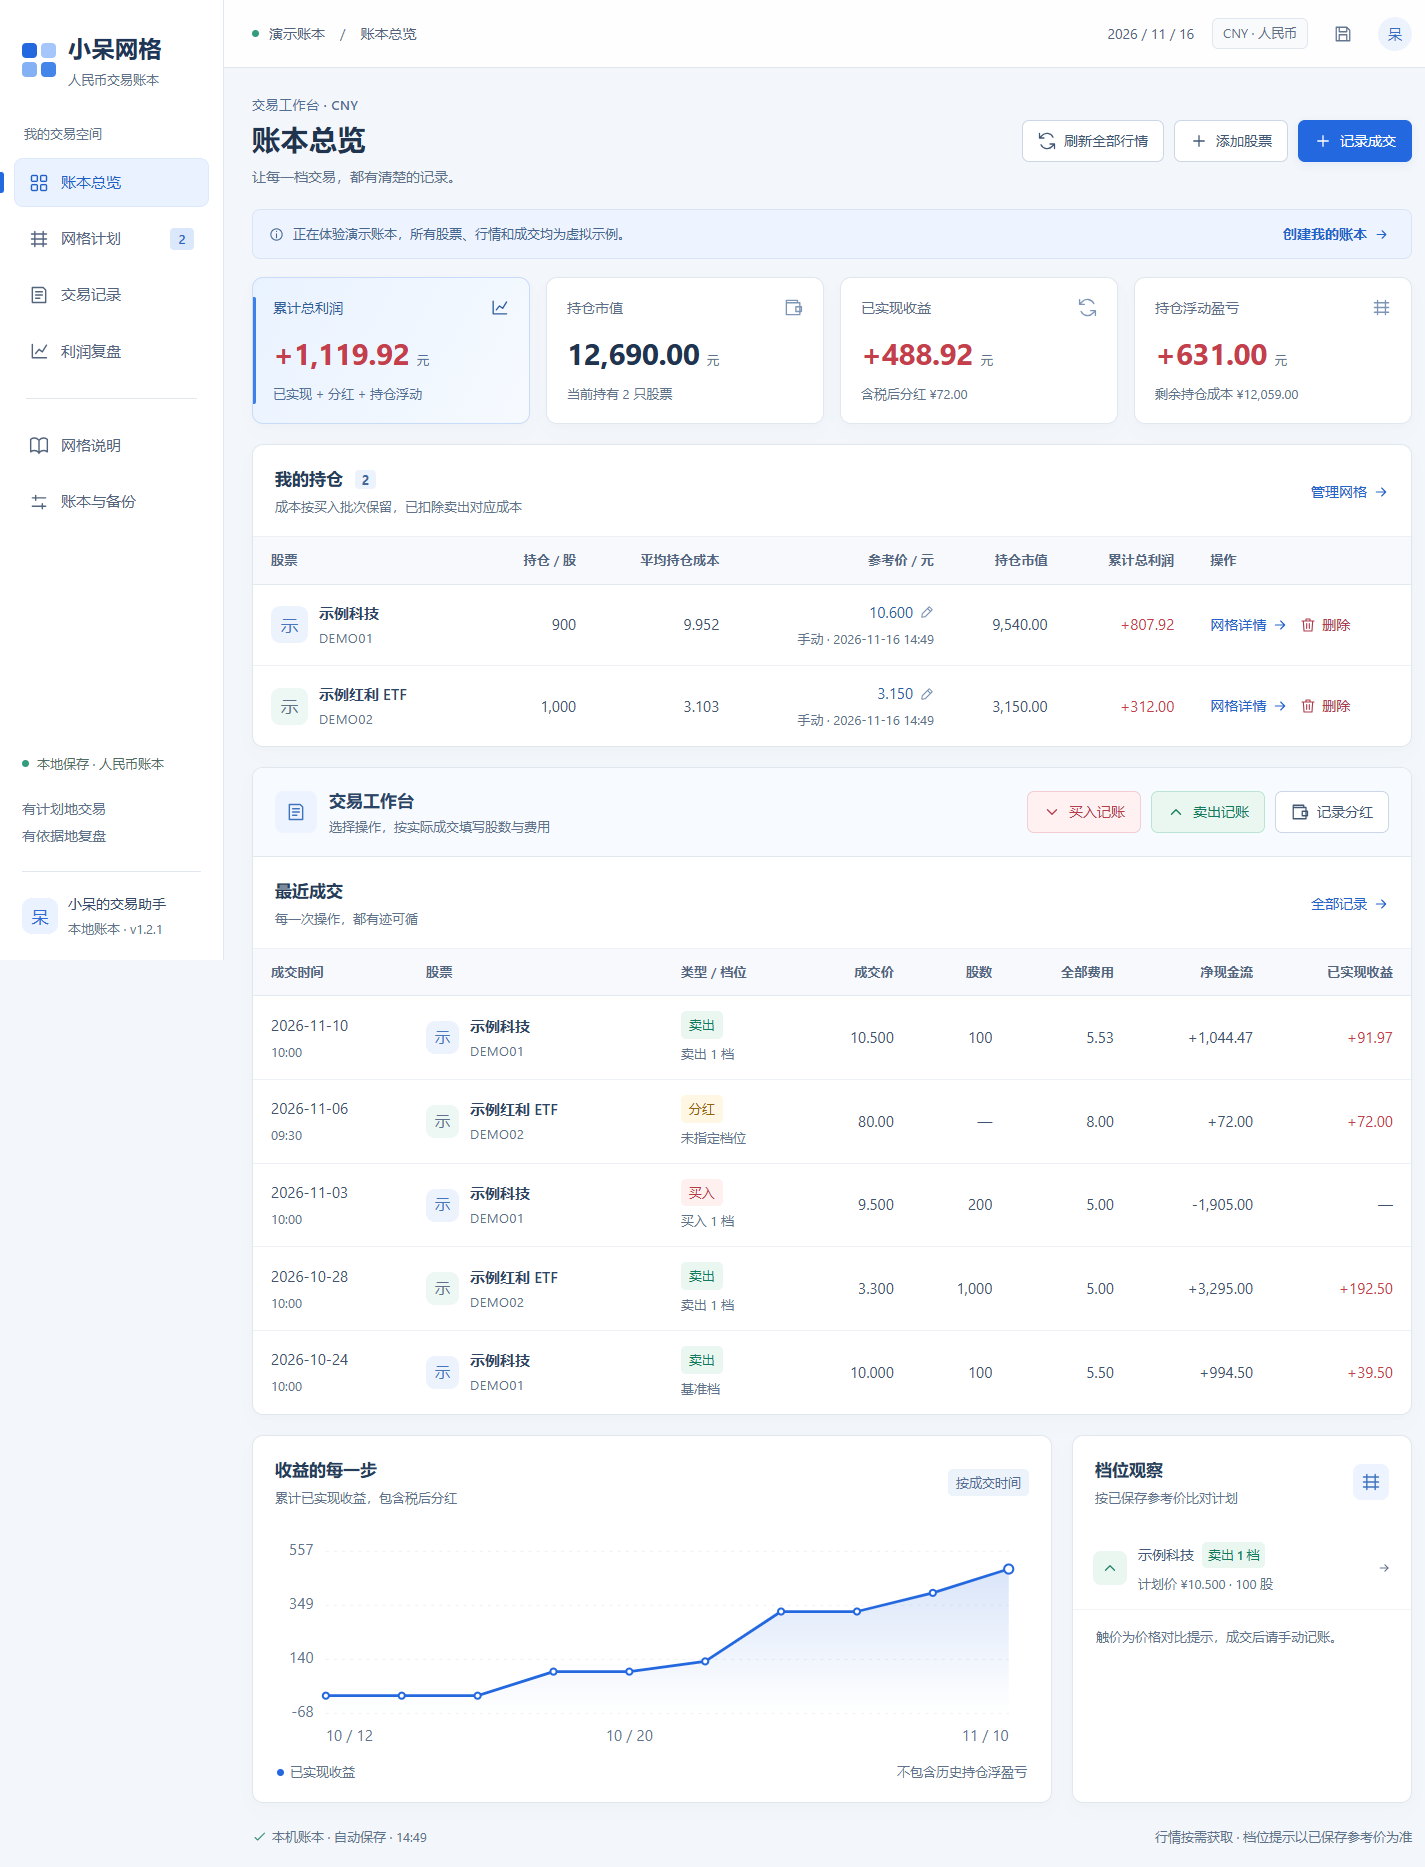 小呆网格
人民币交易账本
我的交易空间
账本总览
网格计划 2
交易记录
利润复盘
网格说明
账本与备份
本地保存 · 人民币账本
有计划地交易
有依据地复盘
呆 小呆的交易助手
本地账本 · v1.2.1
演示账本 / 账本总览
2026 / 11 / 16 CNY · 人民币 呆
交易工作台 · CNY
账本总览
让每一档交易，都有清楚的记录。
刷新全部行情 添加股票 记录成交
正在体验演示账本，所有股票、行情和成交均为虚拟示例。 创建我的账本
累计总利润
+1,119.92 元
已实现 + 分红 + 持仓浮动
持仓市值
12,690.00 元
当前持有 2 只股票
已实现收益
+488.92 元
含税后分红 ¥72.00
持仓浮动盈亏
+631.00 元
剩余持仓成本 ¥12,059.00
我的持仓 2
成本按买入批次保留，已扣除卖出对应成本
管理网格
股票 持仓 / 股 平均持仓成本 参考价 / 元 持仓市值 累计总利润 操作
示 示例科技 DEMO01 900 9.952 10.600 手动 · 2026-11-16 14:49 9,540.00 +807.92 网格详情 删除
示 示例红利 ETF DEMO02 1,000 3.103 3.150 手动 · 2026-11-16 14:49 3,150.00 +312.00 网格详情 删除
交易工作台
选择操作，按实际成交填写股数与费用
买入记账 卖出记账 记录分红
最近成交
每一次操作，都有迹可循
全部记录
成交时间 股票 类型 / 档位 成交价 股数 全部费用 净现金流 已实现收益
2026-11-10 10:00 示 示例科技 DEMO01 卖出 卖出 1 档 10.500 100 5.53 +1,044.47 +91.97
2026-11-06 09:30 示 示例红利 ETF DEMO02 分红 未指定档位 80.00 — 8.00 +72.00 +72.00
2026-11-03 10:00 示 示例科技 DEMO01 买入 买入 1 档 9.500 200 5.00 -1,905.00 —
2026-10-28 10:00 示 示例红利 ETF DEMO02 卖出 卖出 1 档 3.300 1,000 5.00 +3,295.00 +192.50
2026-10-24 10:00 示 示例科技 DEMO01 卖出 基准档 10.000 100 5.50 +994.50 +39.50
收益的每一步
累计已实现收益，包含税后分红
按成交时间
557
349
140
-68
10 / 12 10 / 20 11 / 10
已实现收益 不包含历史持仓浮盈亏
档位观察
按已保存参考价比对计划
示例科技 卖出 1 档
计划价 ¥10.500 · 100 股
触价为价格对比提示，成交后请手动记账。
本机账本 · 自动保存 · 14:49
行情按需获取 · 档位提示以已保存参考价为准